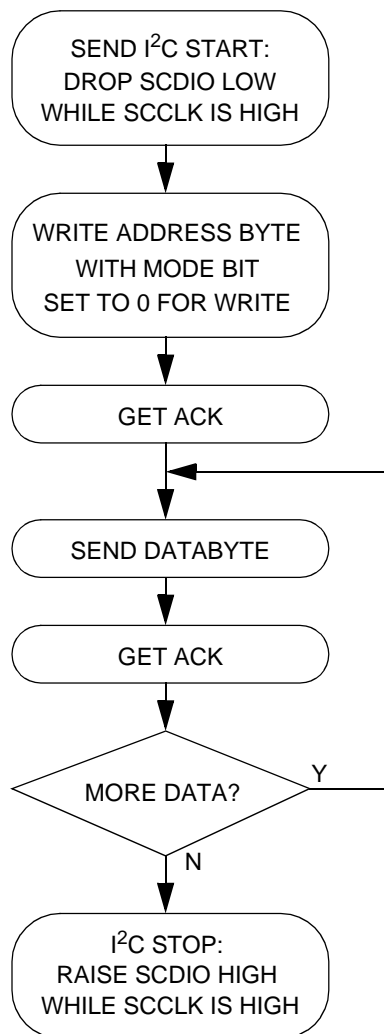 SEND I²C START:
DROP SCDIO LOW
WHILE SCCLK IS HIGH
WRITE ADDRESS BYTE
WITH MODE BIT
SET TO 0 FOR WRITE
GET ACK
SEND DATABYTE
GET ACK
MORE DATA?
Y
N
I²C STOP:
RAISE SCDIO HIGH
WHILE SCCLK IS HIGH